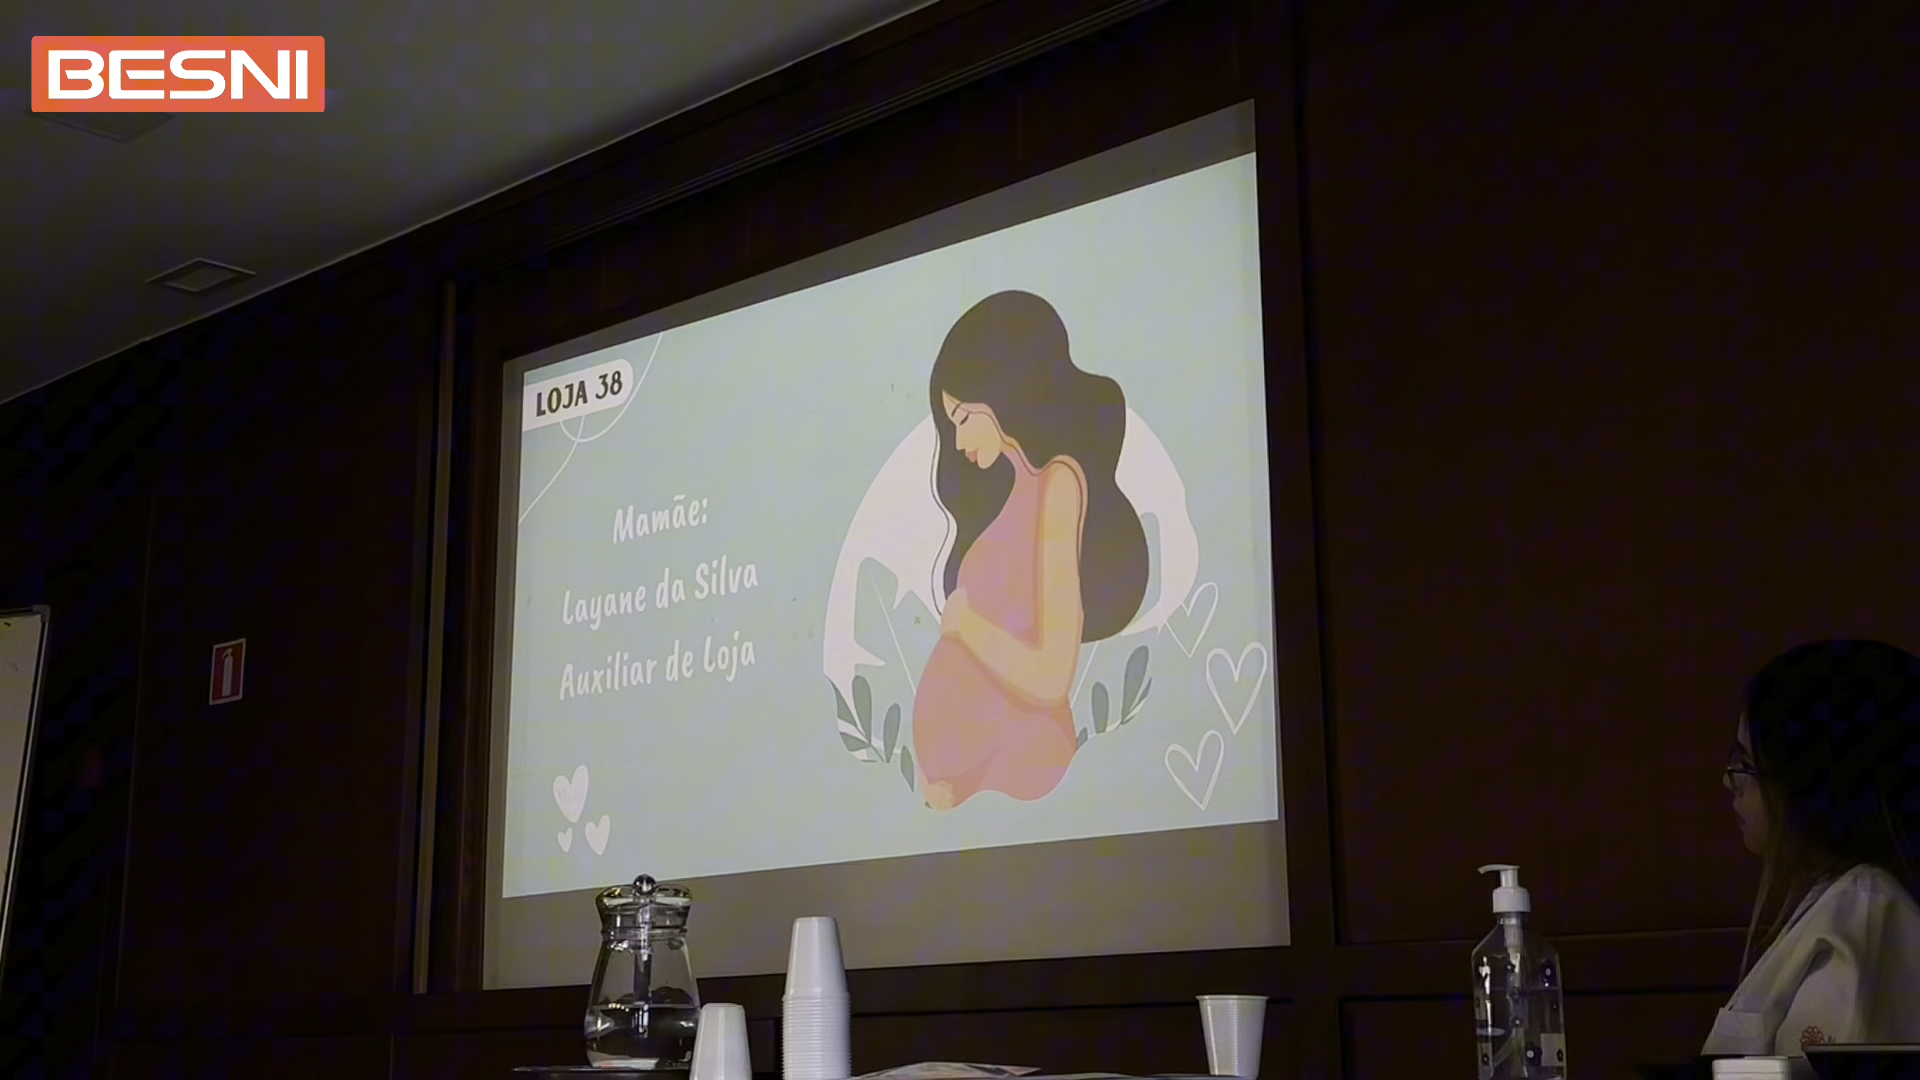 BESNI
LOJA 38
Mamãe:
Layane da Silva
Auxiliar de Loja